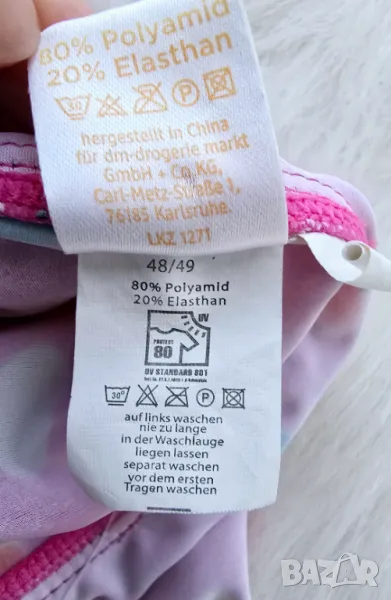 80% Polyamid
20% Elasthan
30°
P
hergestellt in China
für dm-drogerie markt
GmbH + Co. KG,
Carl-Metz-Straße 1,
76185 Karlsruhe.
LKZ 1271
48/49
80% Polyamid
20% Elasthan
UV
PROTECT
80
UV STANDARD 801
30°
P
auf links waschen
nie zu lange
in der Waschlauge
liegen lassen
separat waschen
vor dem ersten
Tragen waschen
BAZAR